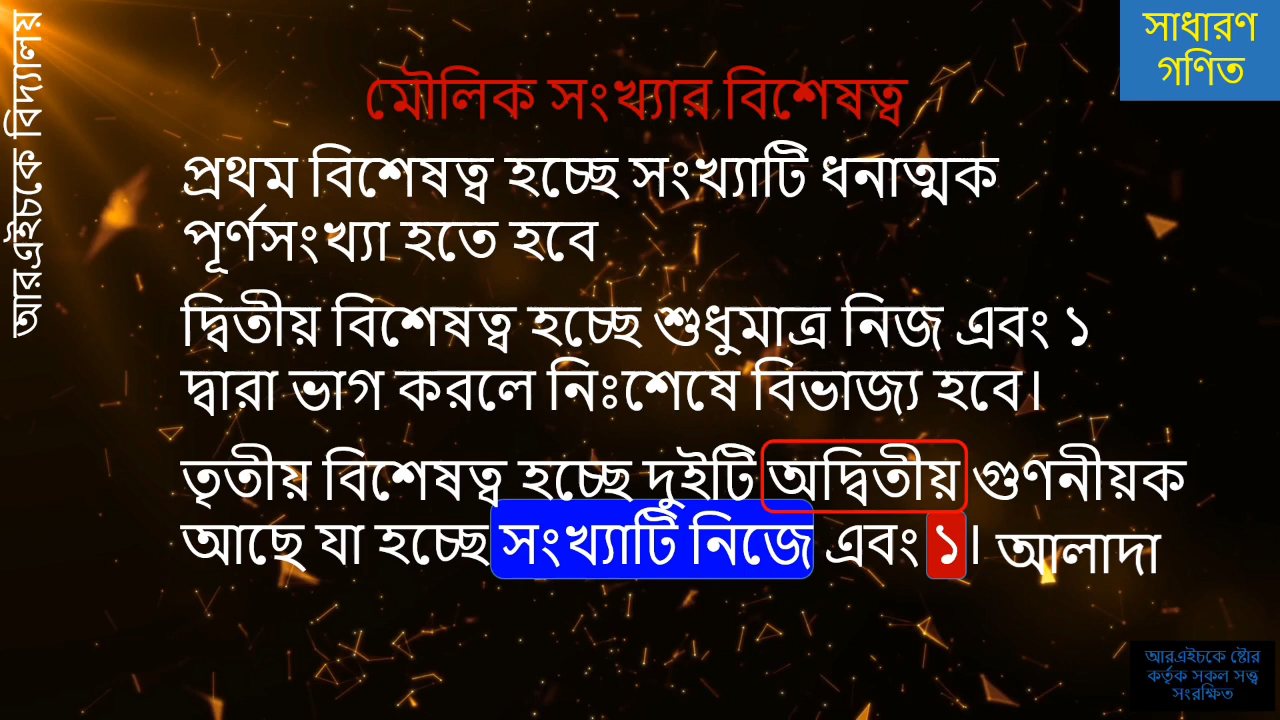 আরএইচকে বিদ্যালয়
সাধারণ
গণিত
মৌলিক সংখ্যার বিশেষত্ব
প্রথম বিশেষত্ব হচ্ছে সংখ্যাটি ধনাত্মক
পূর্ণসংখ্যা হতে হবে
দ্বিতীয় বিশেষত্ব হচ্ছে শুধুমাত্র নিজ এবং ১
দ্বারা ভাগ করলে নিঃশেষে বিভাজ্য হবে।
তৃতীয় বিশেষত্ব হচ্ছে দুইটি অদ্বিতীয় গুণনীয়ক
আছে যা হচ্ছে সংখ্যাটি নিজে এবং ১। আলাদা
আরএইচকে ষ্টোর
কর্তৃক সকল সত্ত্ব
সংরক্ষিত